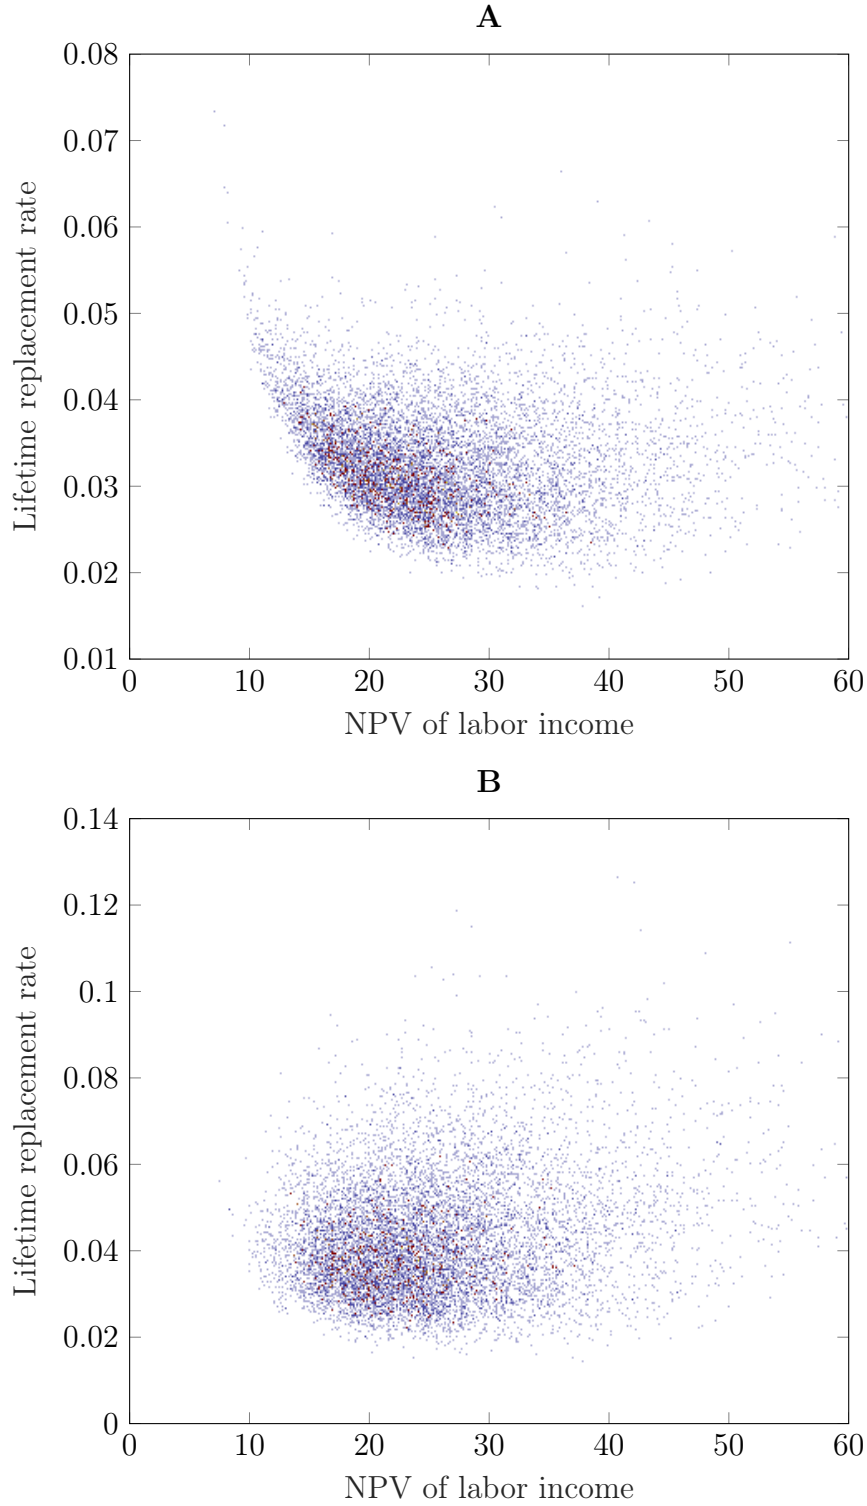 A
0.08
0.07
0.06
0.05
0.04
0.03
0.02
0.01
Lifetime replacement rate
0 10 20 30 40 50 60
NPV of labor income
B
0.14
0.12
0.1
0.08
0.06
0.04
0.02
0
Lifetime replacement rate
0 10 20 30 40 50 60
NPV of labor income